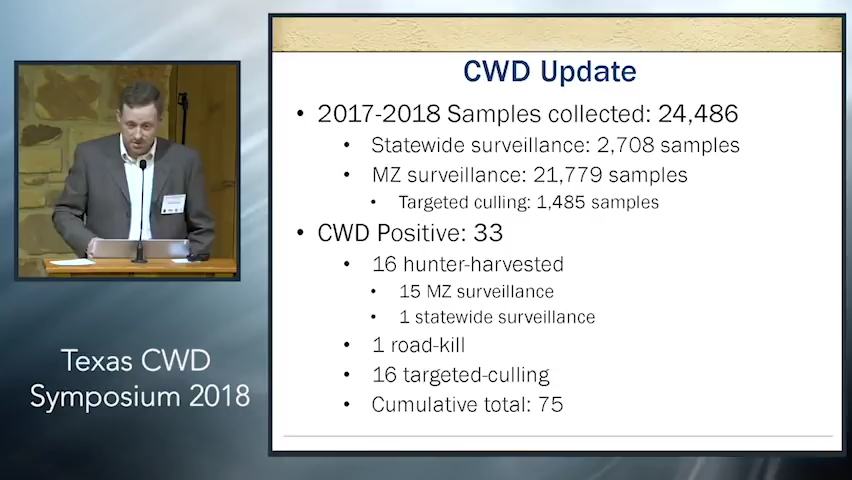 CWD Update
• 2017-2018 Samples collected: 24,486
• Statewide surveillance: 2,708 samples
• MZ surveillance: 21,779 samples
• Targeted culling: 1,485 samples
• CWD Positive: 33
• 16 hunter-harvested
• 15 MZ surveillance
• 1 statewide surveillance
• 1 road-kill
• 16 targeted-culling
• Cumulative total: 75
Texas CWD
Symposium 2018